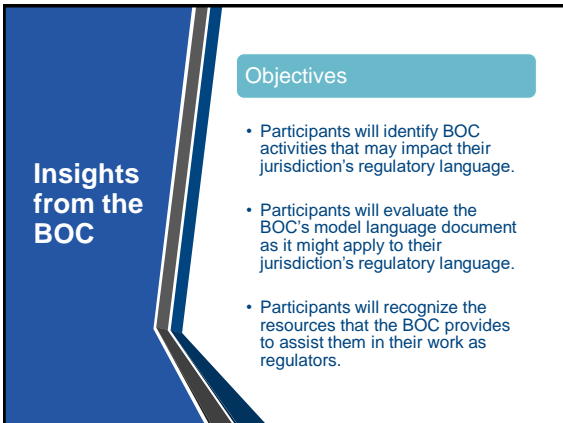 Insights
from the
BOC
Objectives
• Participants will identify BOC
activities that may impact their
jurisdiction's regulatory language.
• Participants will evaluate the
BOC's model language document
as it might apply to their
jurisdiction's regulatory language.
• Participants will recognize the
resources that the BOC provides
to assist them in their work as
regulators.